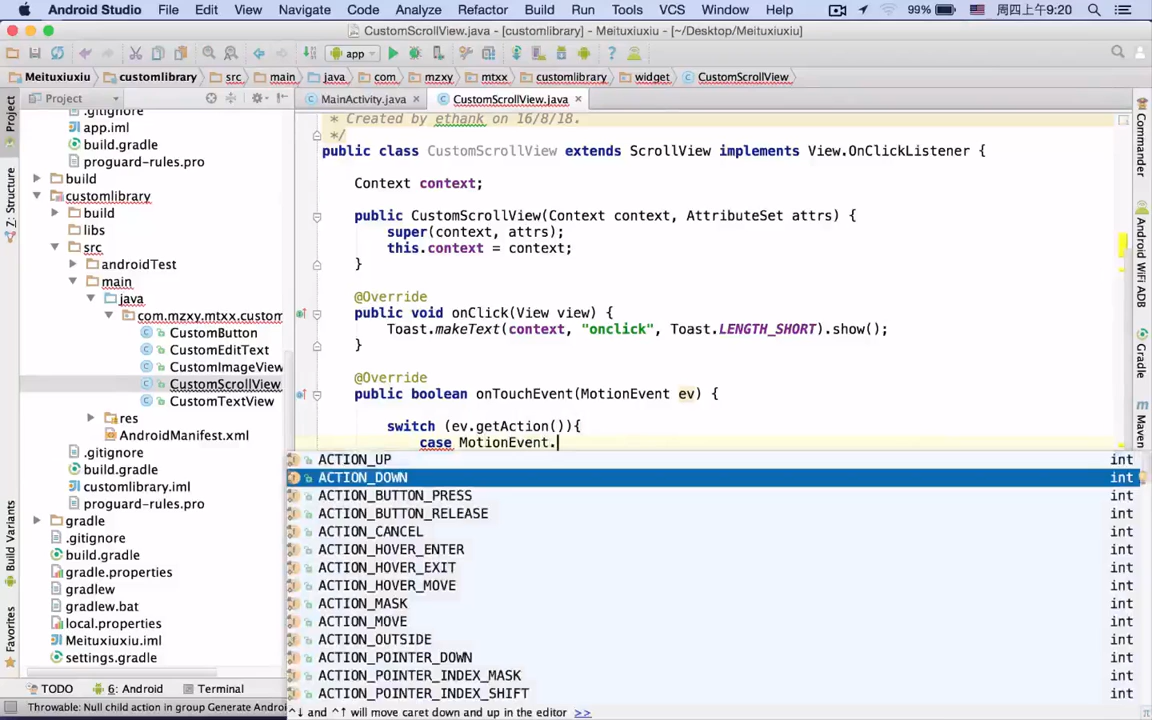 Android Studio File Edit View Navigate Code Analyze Refactor Build Run Tools VCS Window Help 99% 周四上午9:20
CustomScrollView.java - [customlibrary] - Meituxiuxiu - [~/Desktop/Meituxiuxiu]
app
Meituxiuxiu customlibrary src main java com mzxy mtxx customlibrary widget CustomScrollView
Project MainActivity.java CustomScrollView.java
1: Project
Z: Structure
Build Variants
Favorites
.gitignore
app.iml
build.gradle
proguard-rules.pro
build
customlibrary
build
libs
src
androidTest
main
java
com.mzxy.mtxx.custom
CustomButton
CustomEditText
CustomImageView
CustomScrollView
CustomTextView
res
AndroidManifest.xml
.gitignore
build.gradle
customlibrary.iml
proguard-rules.pro
gradle
.gitignore
build.gradle
gradle.properties
gradlew
gradlew.bat
local.properties
Meituxiuxiu.iml
settings.gradle
* Created by ethank on 16/8/18.
*/
public class CustomScrollView extends ScrollView implements View.OnClickListener {
Context context;
public CustomScrollView(Context context, AttributeSet attrs) {
super(context, attrs);
this.context = context;
}
@Override
public void onClick(View view) {
Toast.makeText(context, "onclick", Toast.LENGTH_SHORT).show();
}
@Override
public boolean onTouchEvent(MotionEvent ev) {
switch (ev.getAction()){
case MotionEvent.
ACTION_UP int
ACTION_DOWN int
ACTION_BUTTON_PRESS int
ACTION_BUTTON_RELEASE int
ACTION_CANCEL int
ACTION_HOVER_ENTER int
ACTION_HOVER_EXIT int
ACTION_HOVER_MOVE int
ACTION_MASK int
ACTION_MOVE int
ACTION_OUTSIDE int
ACTION_POINTER_DOWN int
ACTION_POINTER_INDEX_MASK int
ACTION_POINTER_INDEX_SHIFT int
^↓ and ^↑ will move caret down and up in the editor >>
Commander
Android WiFi ADB
Gradle
Maven
TODO 6: Android Terminal
Throwable: Null child action in group Generate Androi